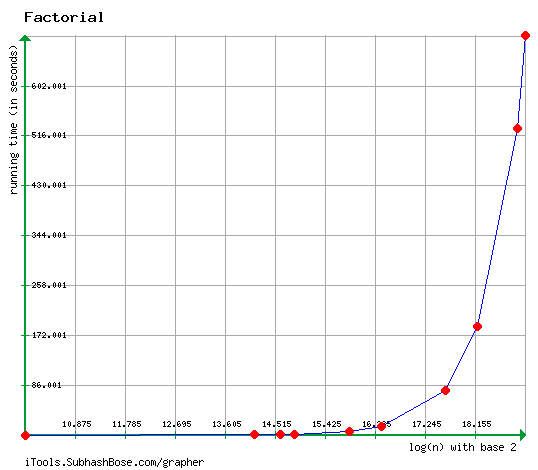 Factorial
running time (in seconds)
602.001
516.001
430.001
344.001
258.001
172.001
86.001
10.875 11.785 12.695 13.605 14.515 15.425 17.245 18.155
log(n) with base 2
iTools.SubhashBose.com/grapher